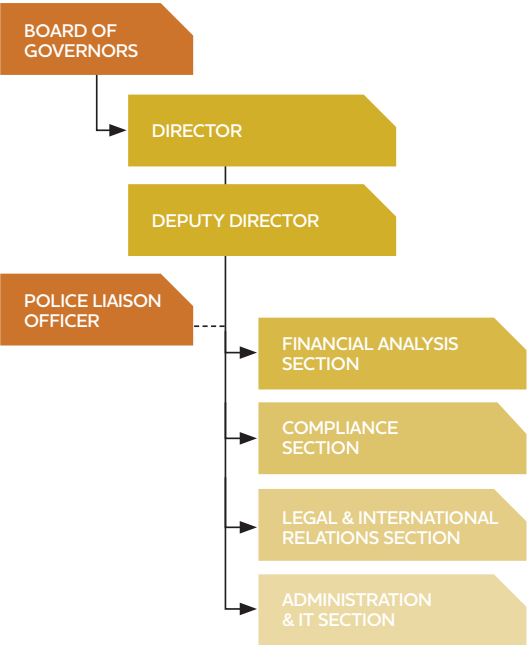 BOARD OF
GOVERNORS
DIRECTOR
DEPUTY DIRECTOR
POLICE LIAISON
OFFICER
FINANCIAL ANALYSIS
SECTION
COMPLIANCE
SECTION
LEGAL & INTERNATIONAL
RELATIONS SECTION
ADMINISTRATION
& IT SECTION